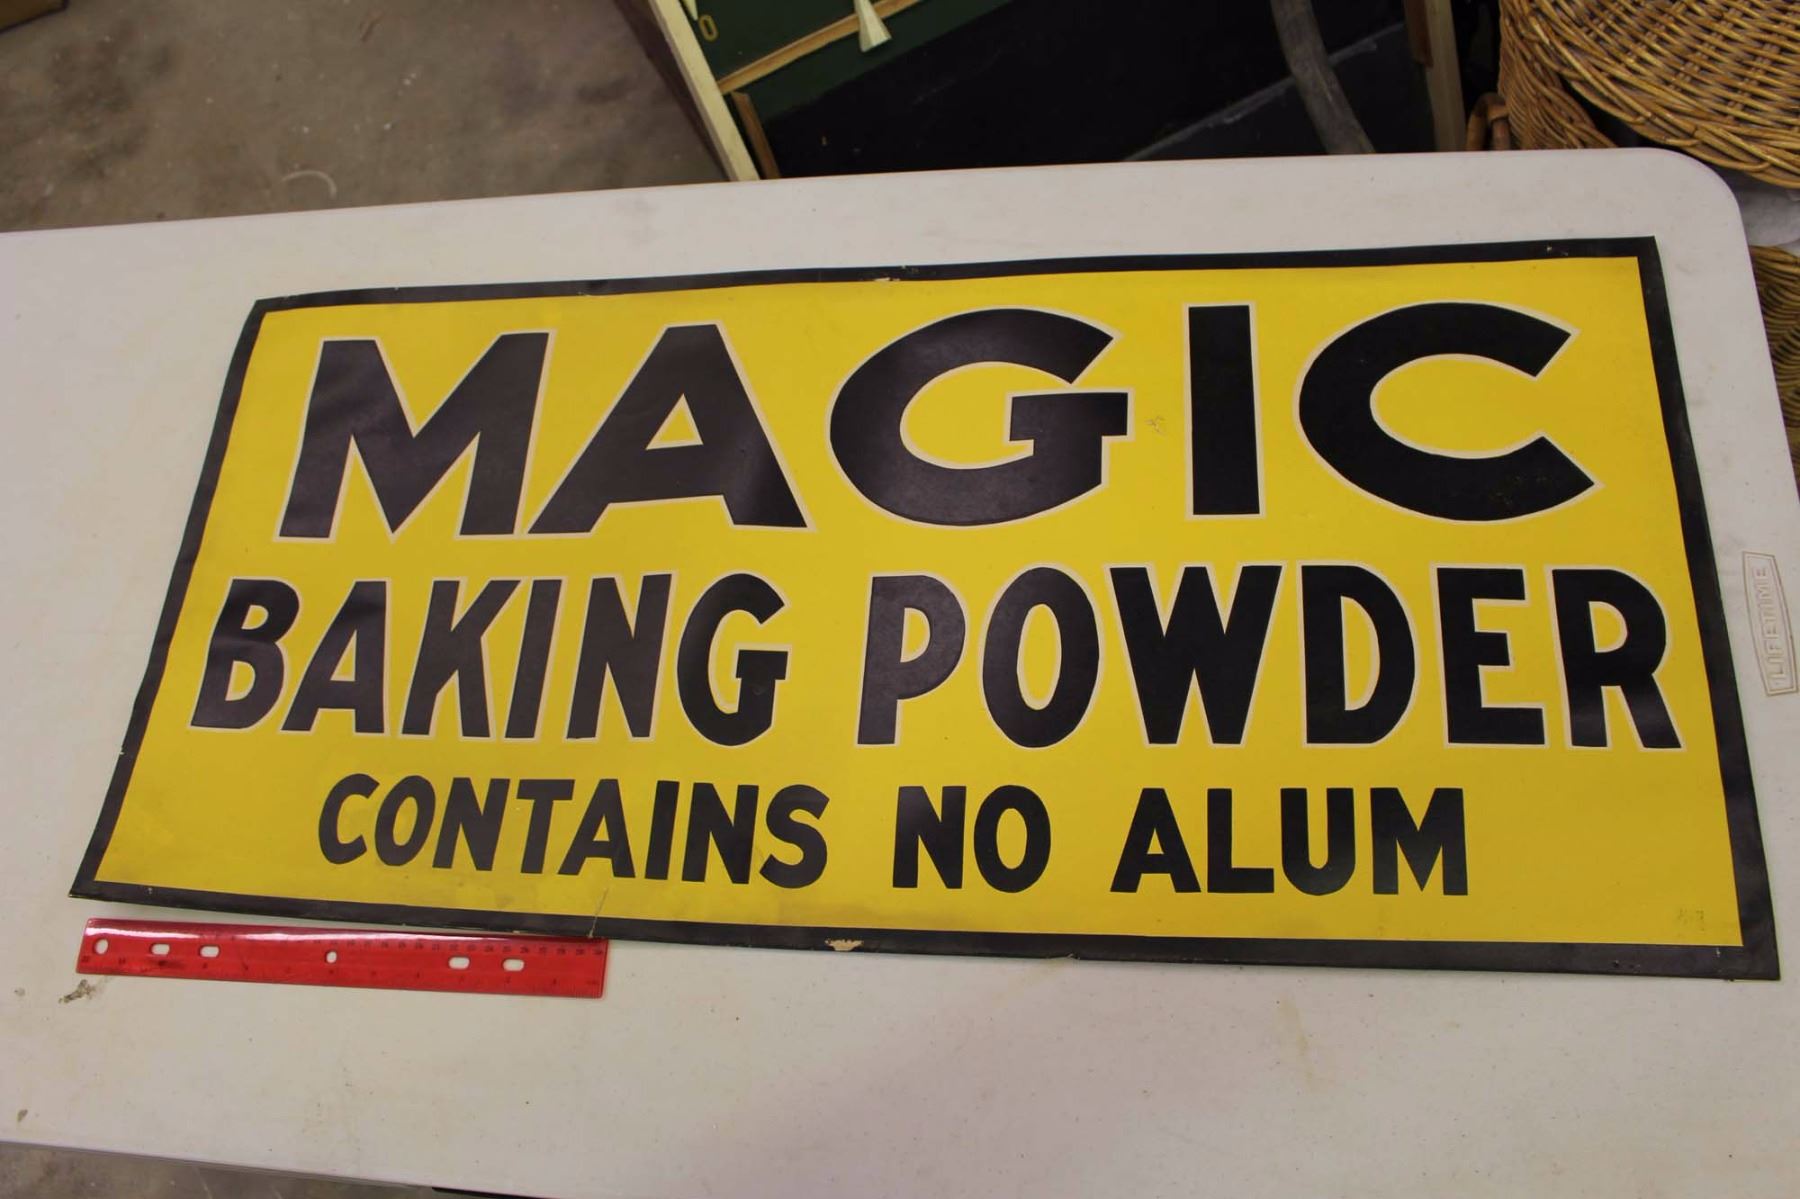 MAGIC
BAKING POWDER
CONTAINS NO ALUM
LIFETIME